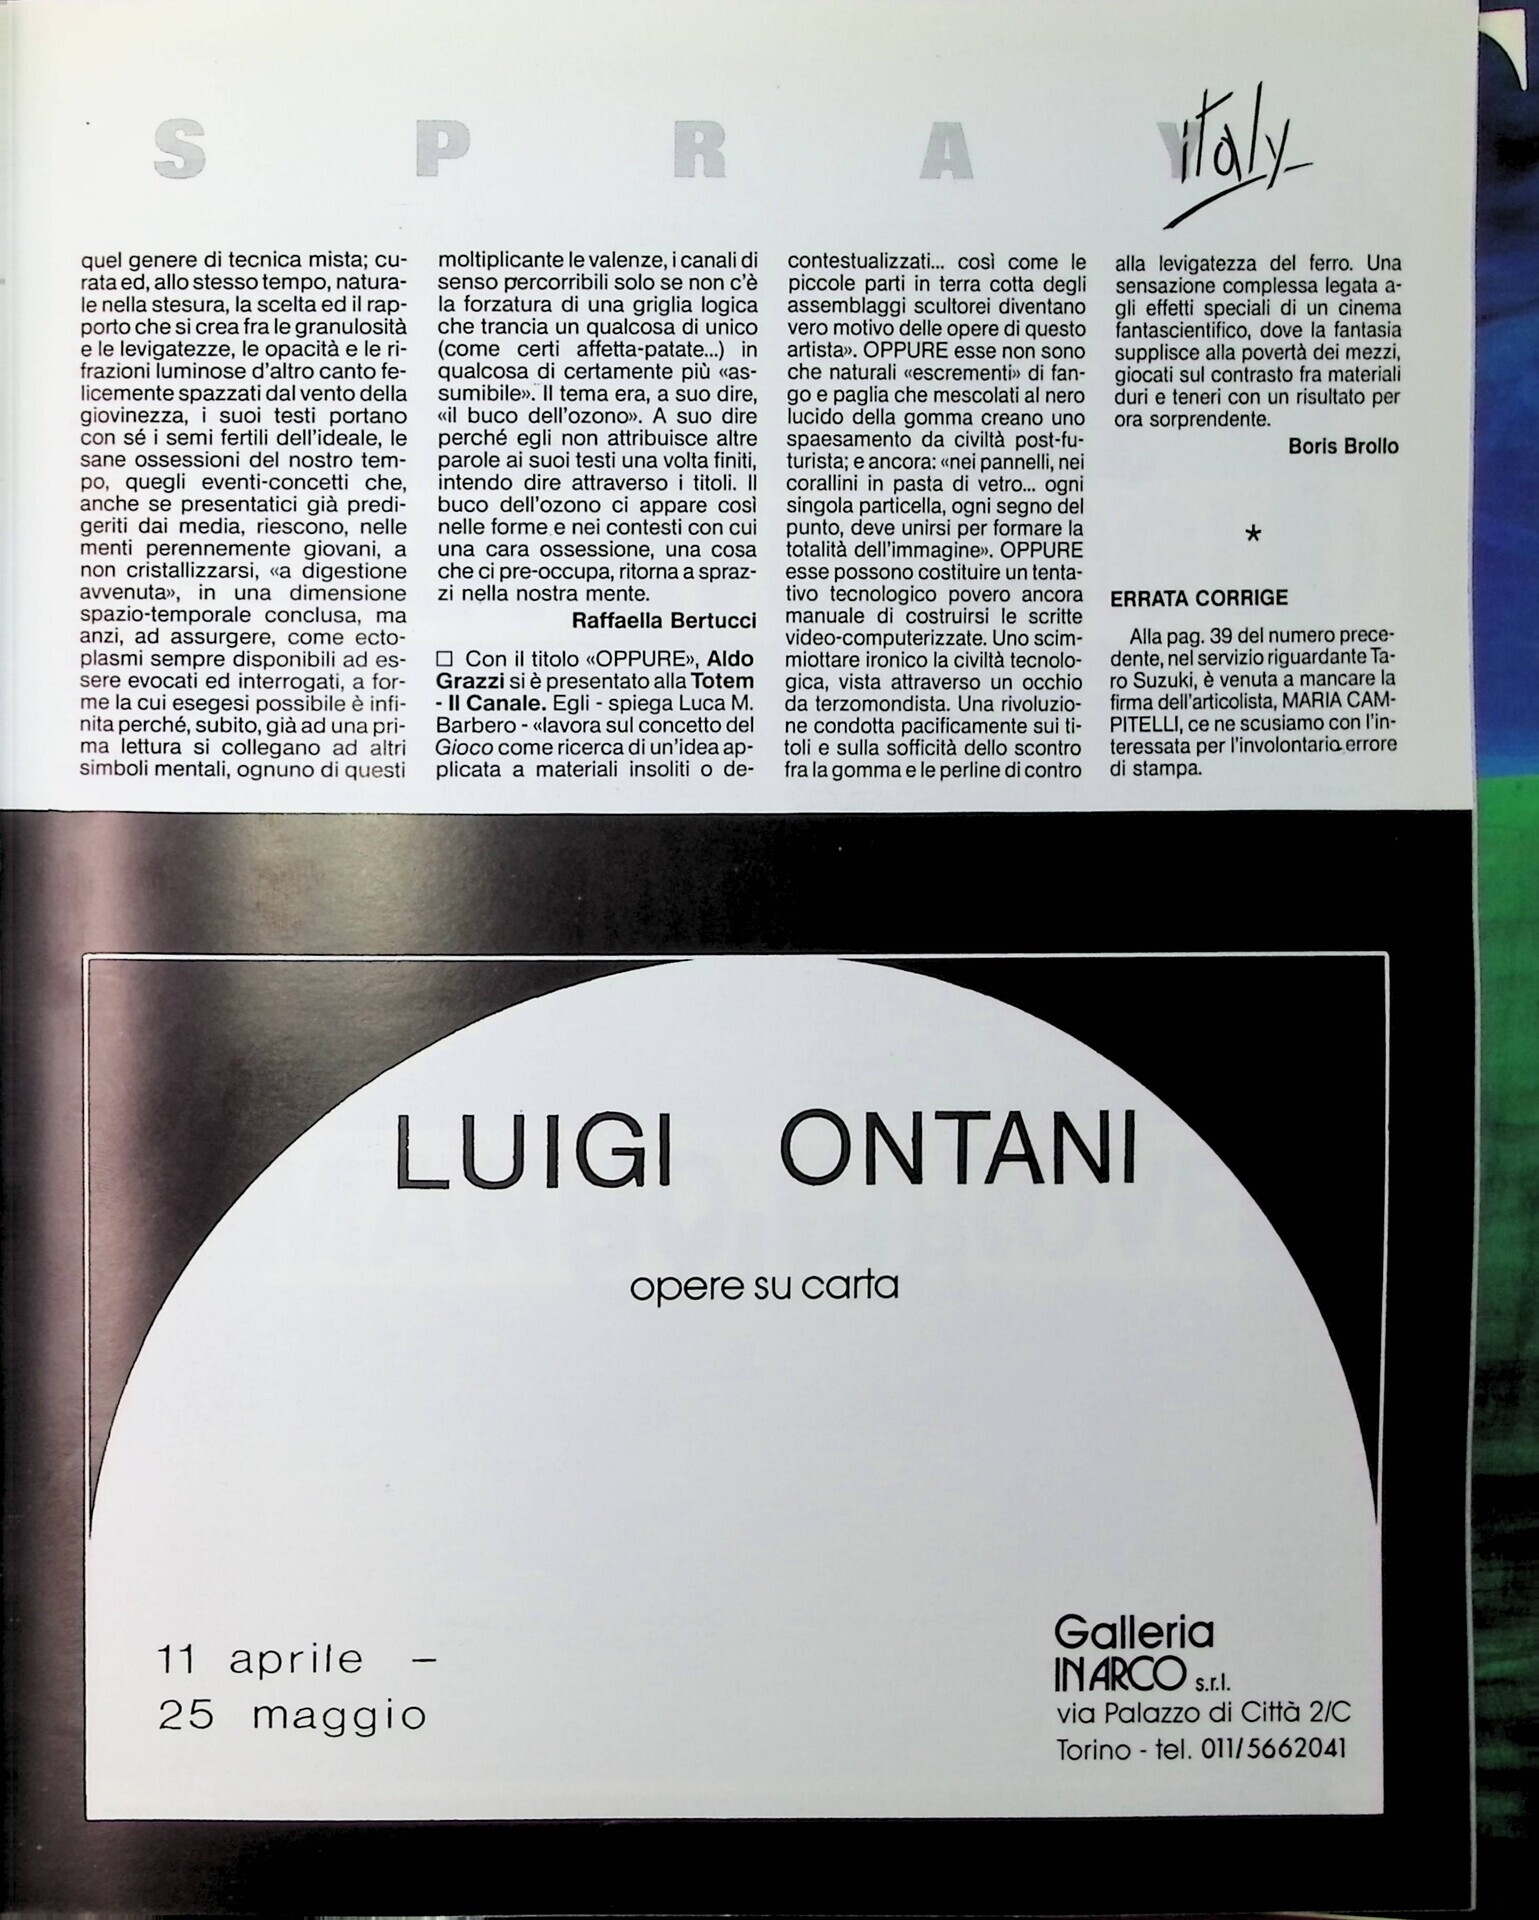 S P R A Y
italy
quel genere di tecnica mista; cu-
rata ed, allo stesso tempo, natura-
le nella stesura, la scelta ed il rap-
porto che si crea fra le granulosità
e le levigatezze, le opacità e le ri-
frazioni luminose d'altro canto fe-
licemente spazzati dal vento della
giovinezza, i suoi testi portano
con sé i semi fertili dell'ideale, le
sane ossessioni del nostro tem-
po, quegli eventi-concetti che,
anche se presentatici già predi-
geriti dai media, riescono, nelle
menti perennemente giovani, a
non cristallizzarsi, «a digestione
avvenuta», in una dimensione
spazio-temporale conclusa, ma
anzi, ad assurgere, come ecto-
plasmi sempre disponibili ad es-
sere evocati ed interrogati, a for-
me la cui esegesi possibile è infi-
nita perché, subito, già ad una pri-
ma lettura si collegano ad altri
simboli mentali, ognuno di questi
moltiplicante le valenze, i canali di
senso percorribili solo se non c'è
la forzatura di una griglia logica
che trancia un qualcosa di unico
(come certi affetta-patate...) in
qualcosa di certamente più «as-
sumibile». Il tema era, a suo dire,
«il buco dell'ozono». A suo dire
perché egli non attribuisce altre
parole ai suoi testi una volta finiti,
intendo dire attraverso i titoli. Il
buco dell'ozono ci appare così
nelle forme e nei contesti con cui
una cara ossessione, una cosa
che ci pre-occupa, ritorna a spraz-
zi nella nostra mente.
Raffaella Bertucci
□ Con il titolo «OPPURE», Aldo
Grazzi si è presentato alla Totem
- Il Canale. Egli - spiega Luca M.
Barbero - «lavora sul concetto del
Gioco come ricerca di un'idea ap-
plicata a materiali insoliti o de-
contestualizzati... così come le
piccole parti in terra cotta degli
assemblaggi scultorei diventano
vero motivo delle opere di questo
artista». OPPURE esse non sono
che naturali «escrementi» di fan-
go e paglia che mescolati al nero
lucido della gomma creano uno
spaesamento da civiltà post-fu-
turista; e ancora: «nei pannelli, nei
corallini in pasta di vetro... ogni
singola particella, ogni segno del
punto, deve unirsi per formare la
totalità dell'immagine». OPPURE
esse possono costituire un tenta-
tivo tecnologico povero ancora
manuale di costruirsi le scritte
video-computerizzate. Uno scim-
miottare ironico la civiltà tecnolo-
gica, vista attraverso un occhio
da terzomondista. Una rivoluzio-
ne condotta pacificamente sui ti-
toli e sulla sofficità dello scontro
fra la gomma e le perline di contro
alla levigatezza del ferro. Una
sensazione complessa legata a-
gli effetti speciali di un cinema
fantascientifico, dove la fantasia
supplisce alla povertà dei mezzi,
giocati sul contrasto fra materiali
duri e teneri con un risultato per
ora sorprendente.
Boris Brollo
*
ERRATA CORRIGE
Alla pag. 39 del numero prece-
dente, nel servizio riguardante Ta-
ro Suzuki, è venuta a mancare la
firma dell'articolista, MARIA CAM-
PITELLI, ce ne scusiamo con l'in-
teressata per l'involontario errore
di stampa.
LUIGI ONTANI
opere su carta
11 aprile –
25 maggio
Galleria
IN ARCO s.r.l.
via Palazzo di Città 2/C
Torino - tel. 011/5662041